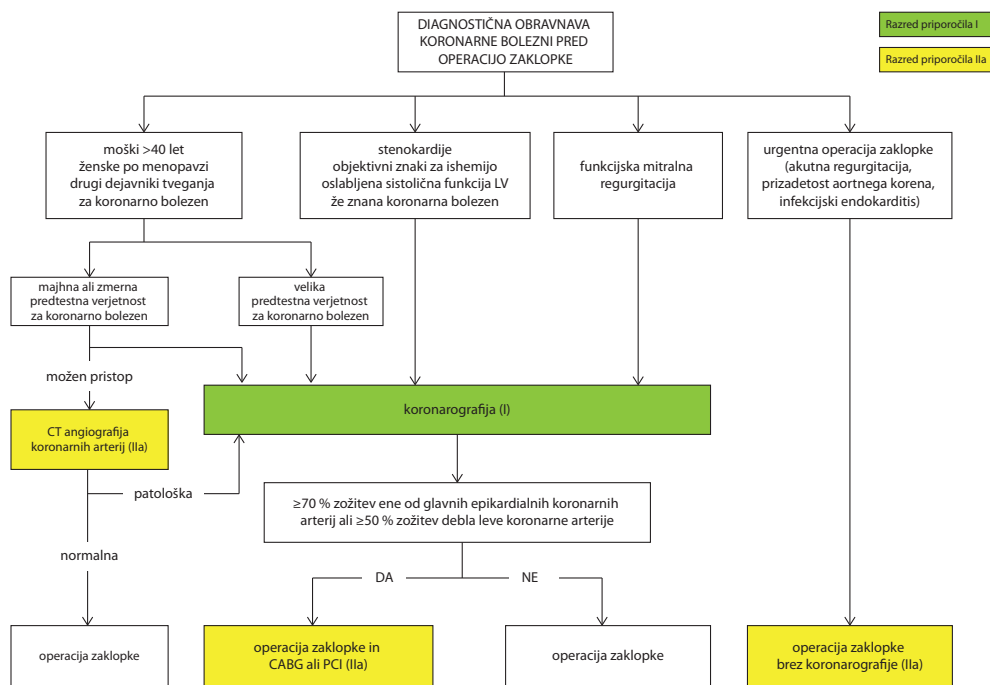 DIAGNOSTIČNA OBRAVNAVA
KORONARNE BOLEZNI PRED
OPERACIJO ZAKLOPKE
Razred priporočila I
Razred priporočila IIa
moški >40 let
ženske po menopavzi
drugi dejavniki tveganja
za koronarno bolezen
stenokardije
objektivni znaki za ishemijo
oslabljena sistolična funkcija LV
že znana koronarna bolezen
funkcijska mitralna
regurgitacija
urgentna operacija zaklopke
(akutna regurgitacija,
prizadetost aortnega korena,
infekcijski endokarditis)
majhna ali zmerna
predtestna verjetnost
za koronarno bolezen
velika
predtestna verjetnost
za koronarno bolezen
možen pristop
CT angiografija
koronarnih arterij (IIa)
koronarografija (I)
patološka
≥70 % zožitev ene od glavnih epikardialnih koronarnih
arterij ali ≥50 % zožitev debla leve koronarne arterije
normalna
DA
NE
operacija zaklopke
operacija zaklopke in
CABG ali PCI (IIa)
operacija zaklopke
operacija zaklopke
brez koronarografije (IIa)